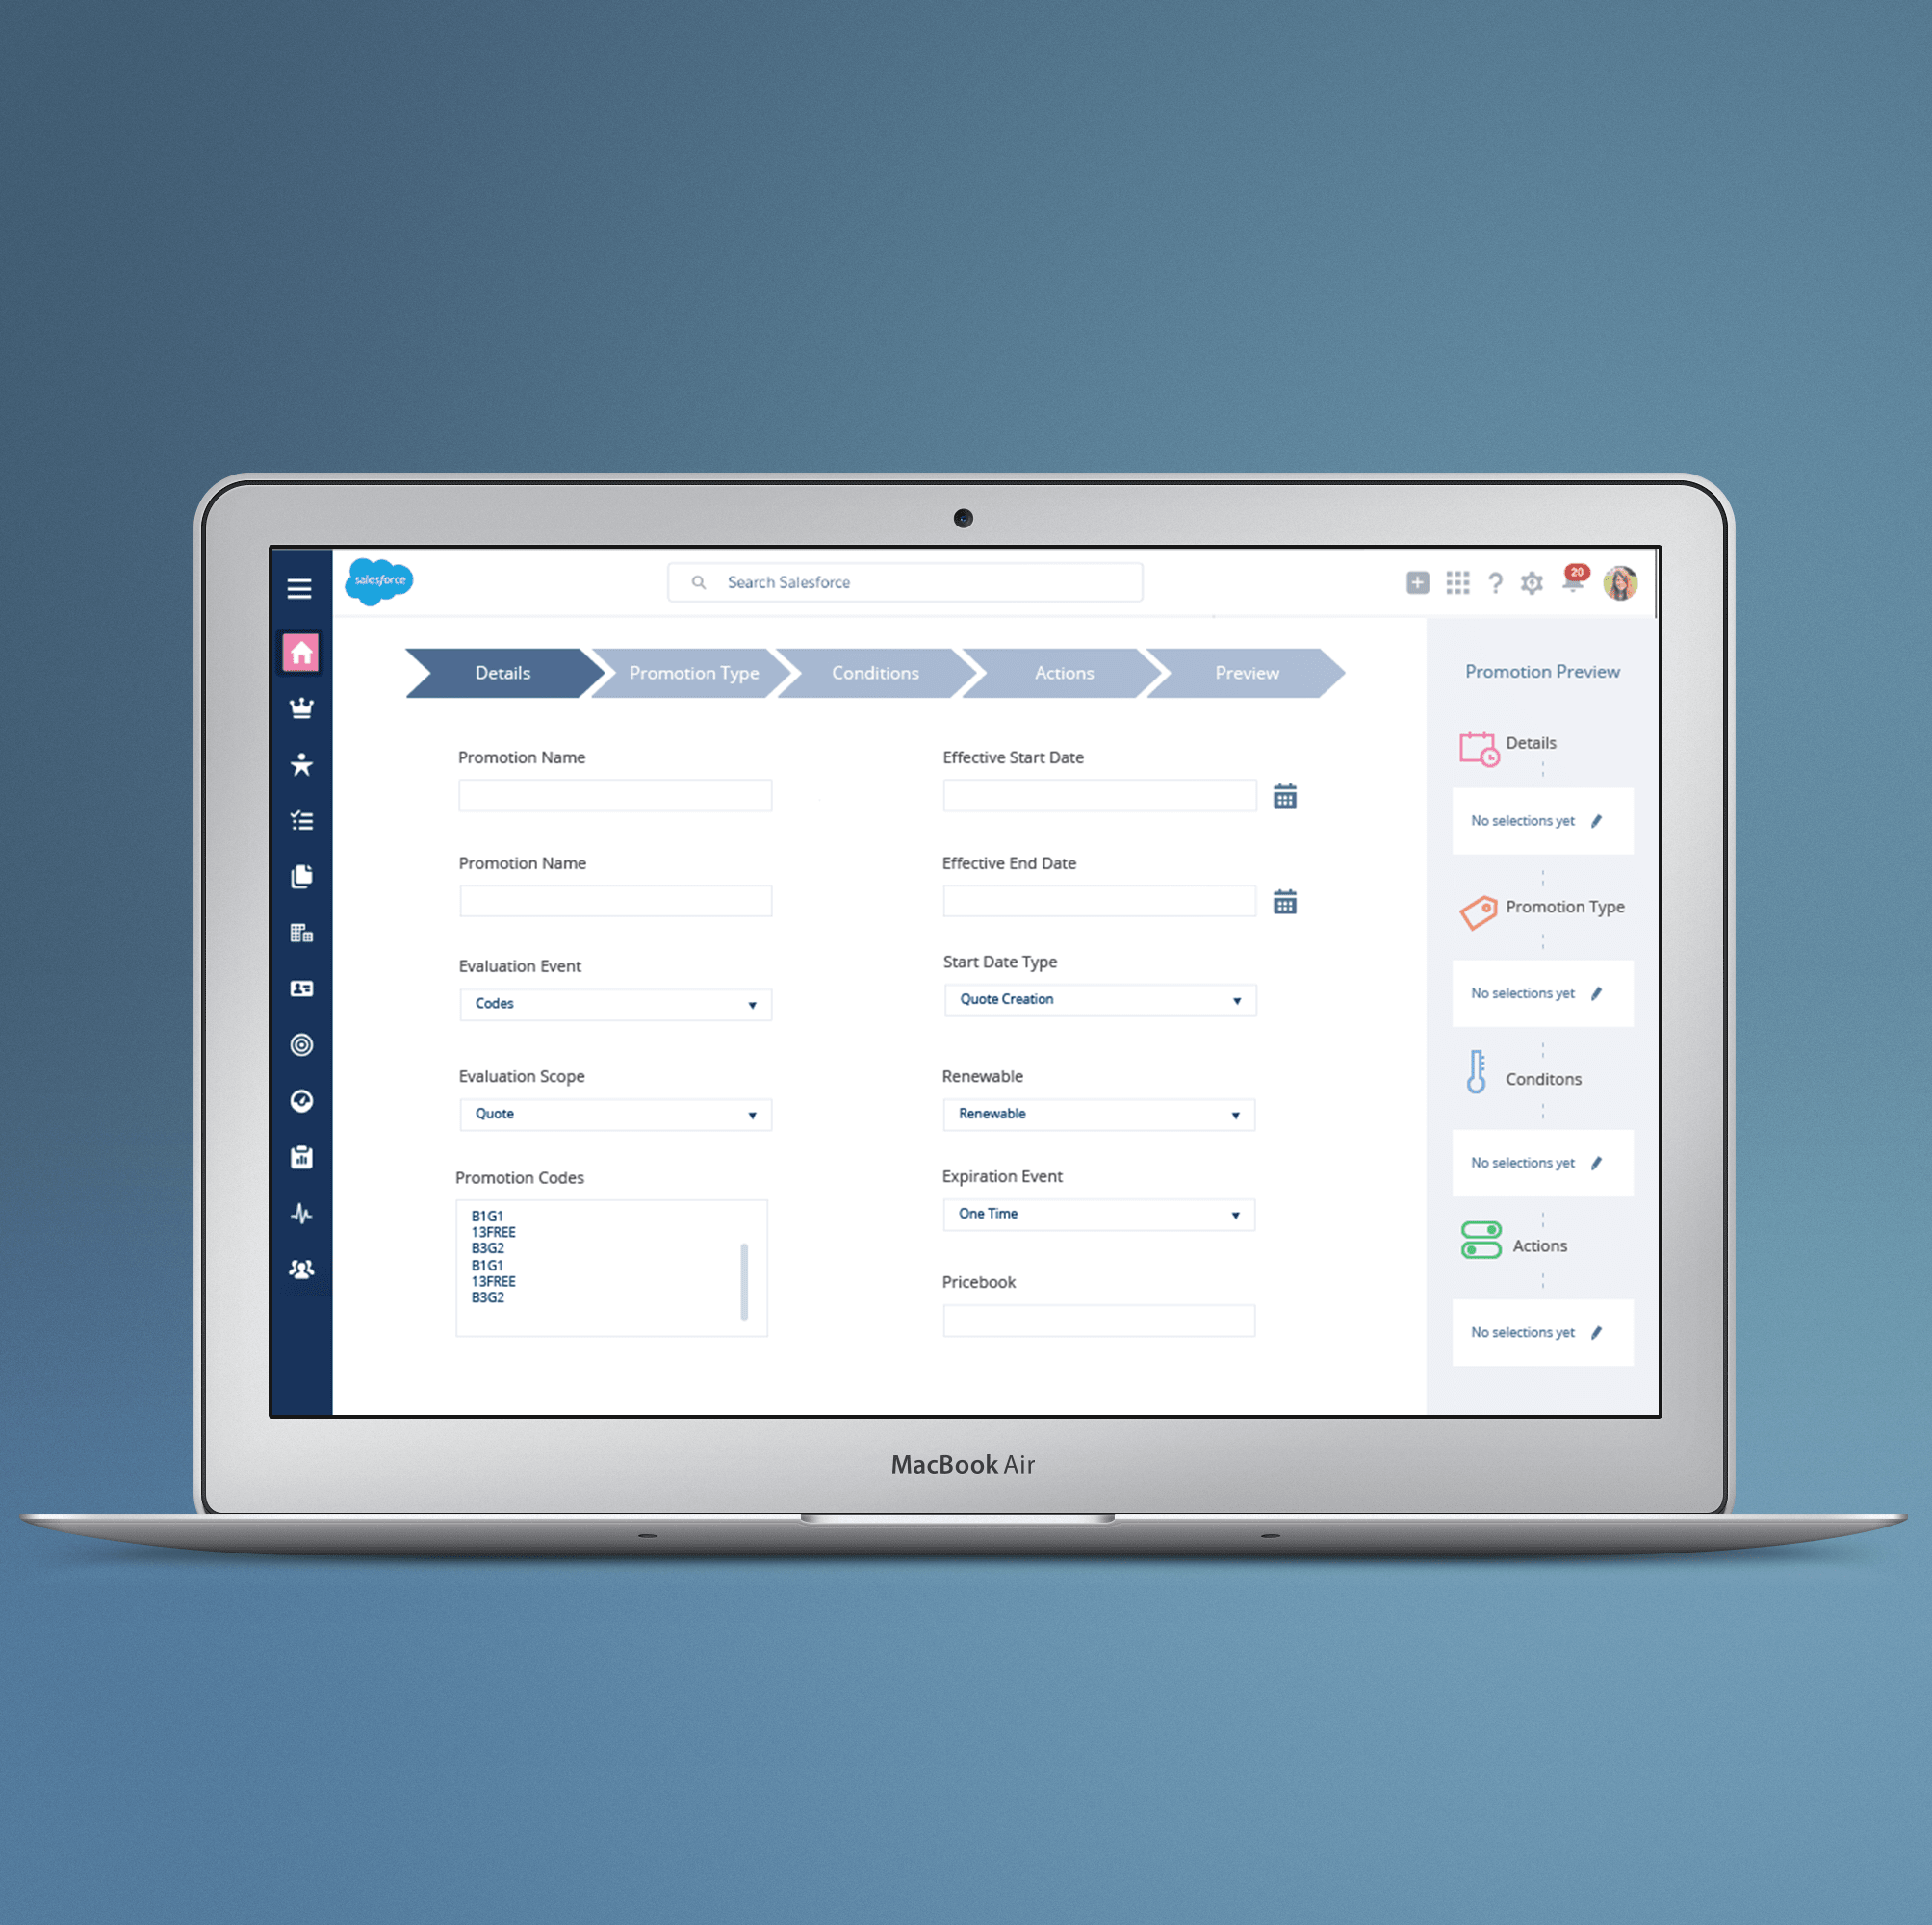 salesforce
Search Salesforce
20
Details
Promotion Type
Conditions
Actions
Preview
Promotion Name
Effective Start Date
Promotion Name
Effective End Date
Evaluation Event
Codes
Start Date Type
Quote Creation
Evaluation Scope
Quote
Renewable
Renewable
Promotion Codes
B1G1
13FREE
B3G2
B1G1
13FREE
B3G2
Expiration Event
One Time
Pricebook
Promotion Preview
Details
No selections yet
Promotion Type
No selections yet
Conditons
No selections yet
Actions
No selections yet
MacBook Air